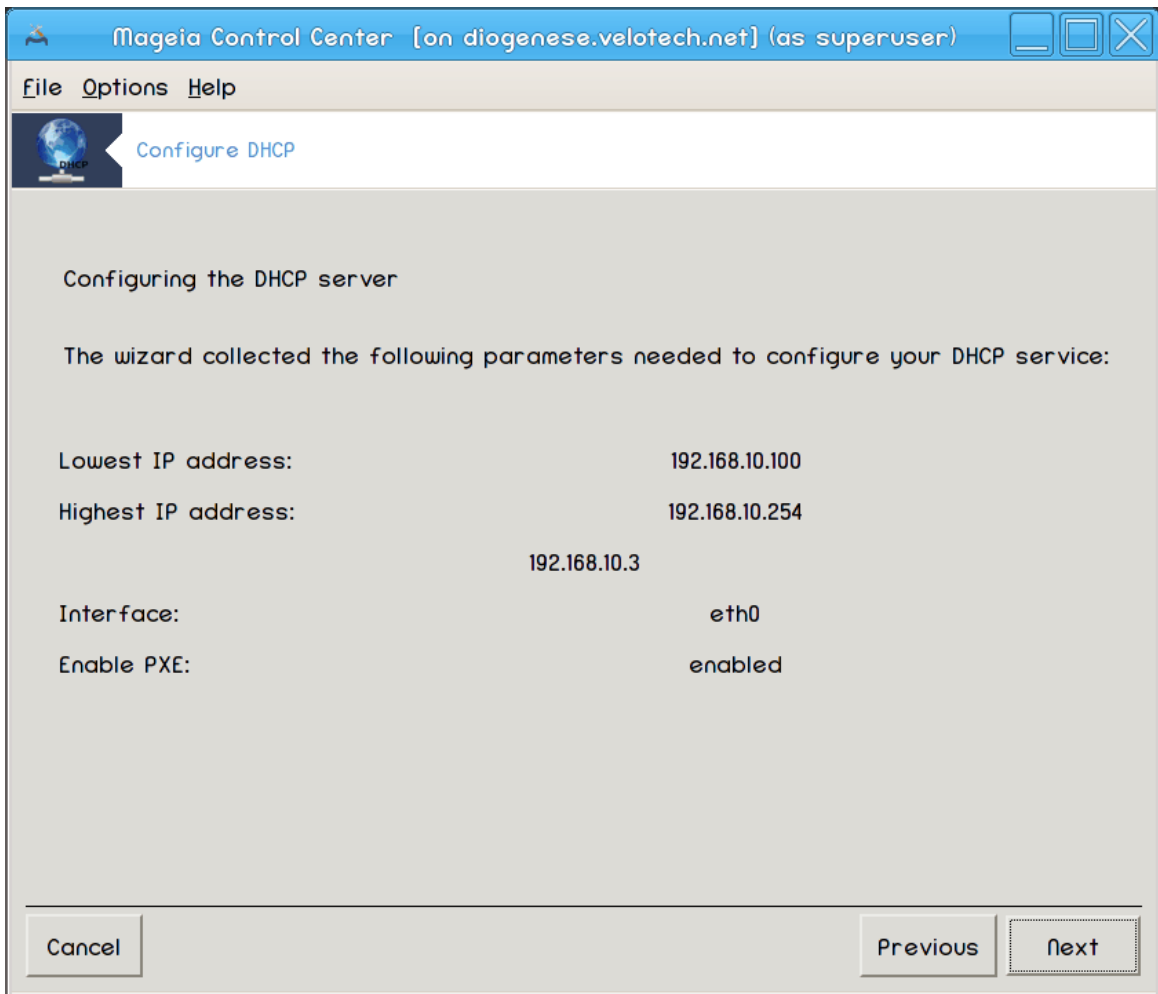 Mageia Control Center [on diogenese.velotech.net] (as superuser)
File Options Help
DHCP
Configure DHCP
Configuring the DHCP server
The wizard collected the following parameters needed to configure your DHCP service:
Lowest IP address: 192.168.10.100
Highest IP address: 192.168.10.254
192.168.10.3
Interface: eth0
Enable PXE: enabled
Cancel Previous Next